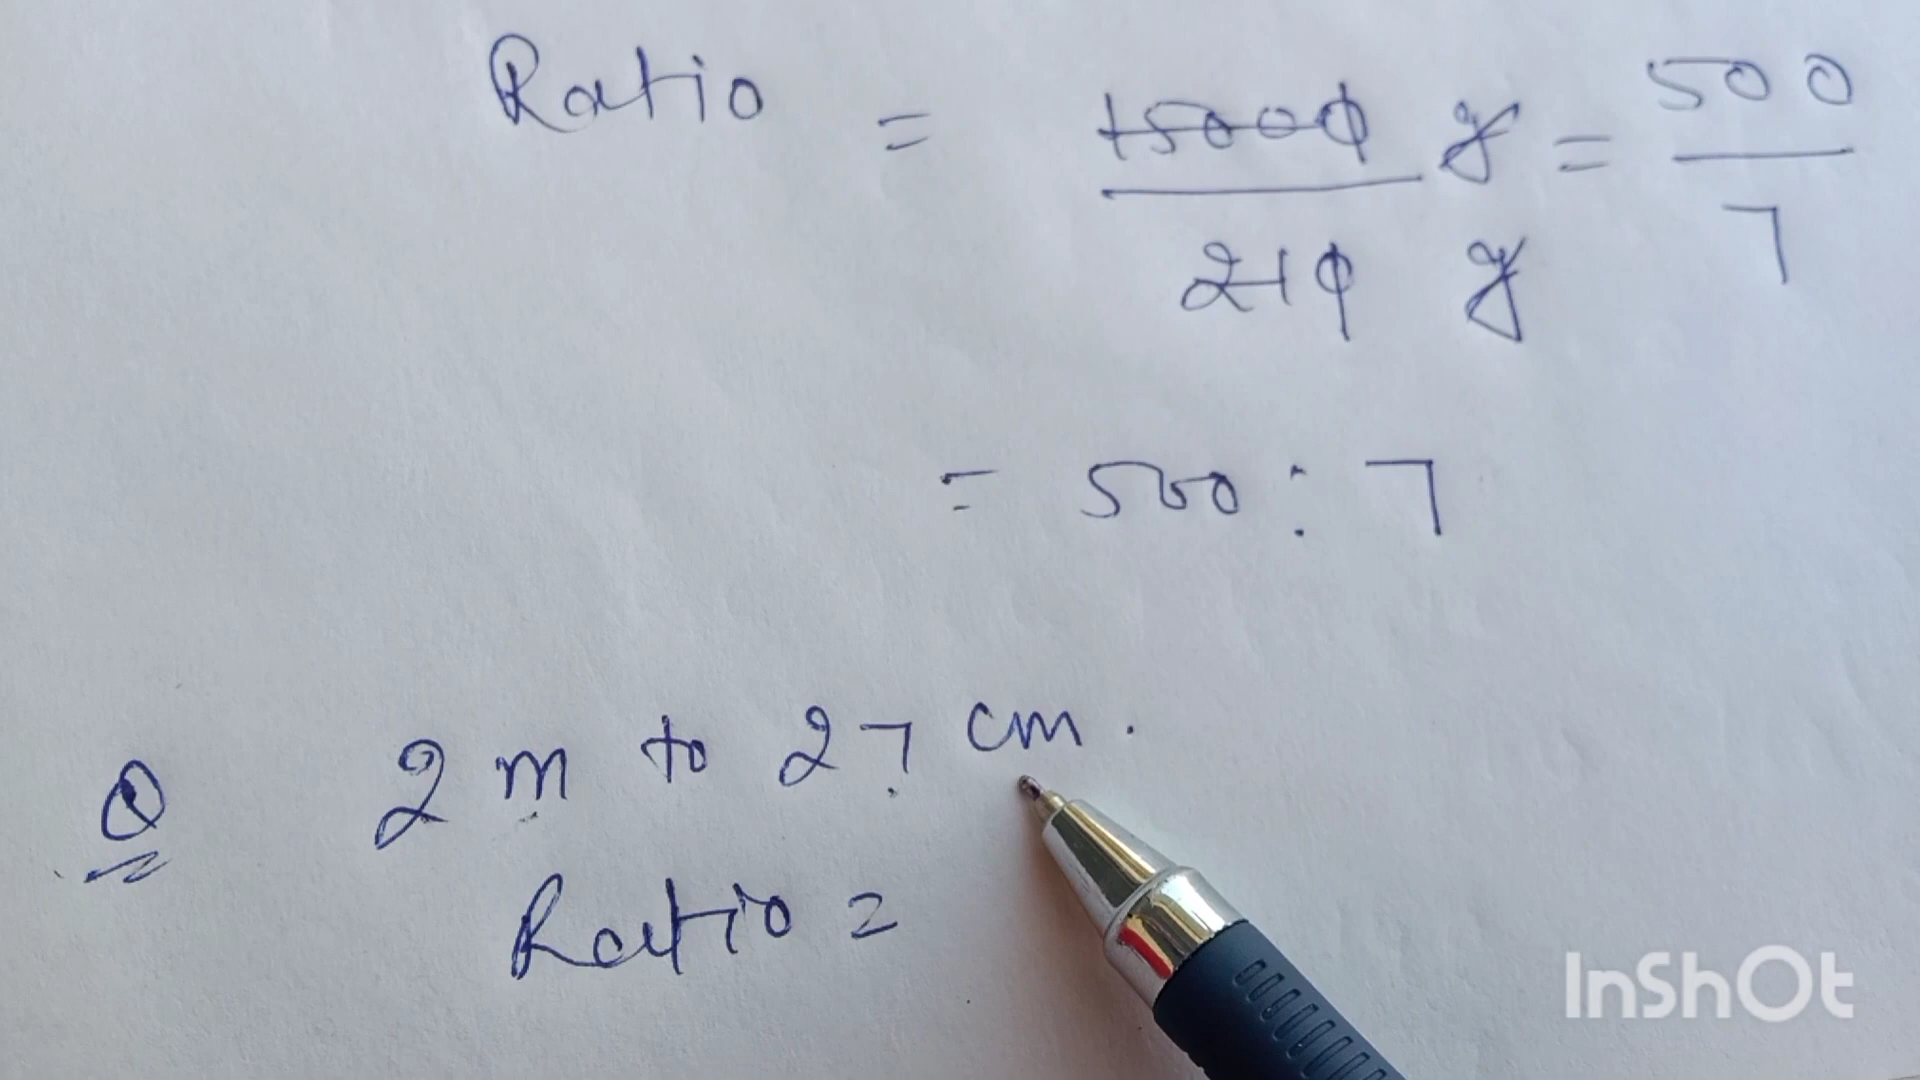 Ratio = 15000 g / 210 g = 500 / 7
= 500 : 7
Q 2 m to 27 cm.
Ratio =
InShOt